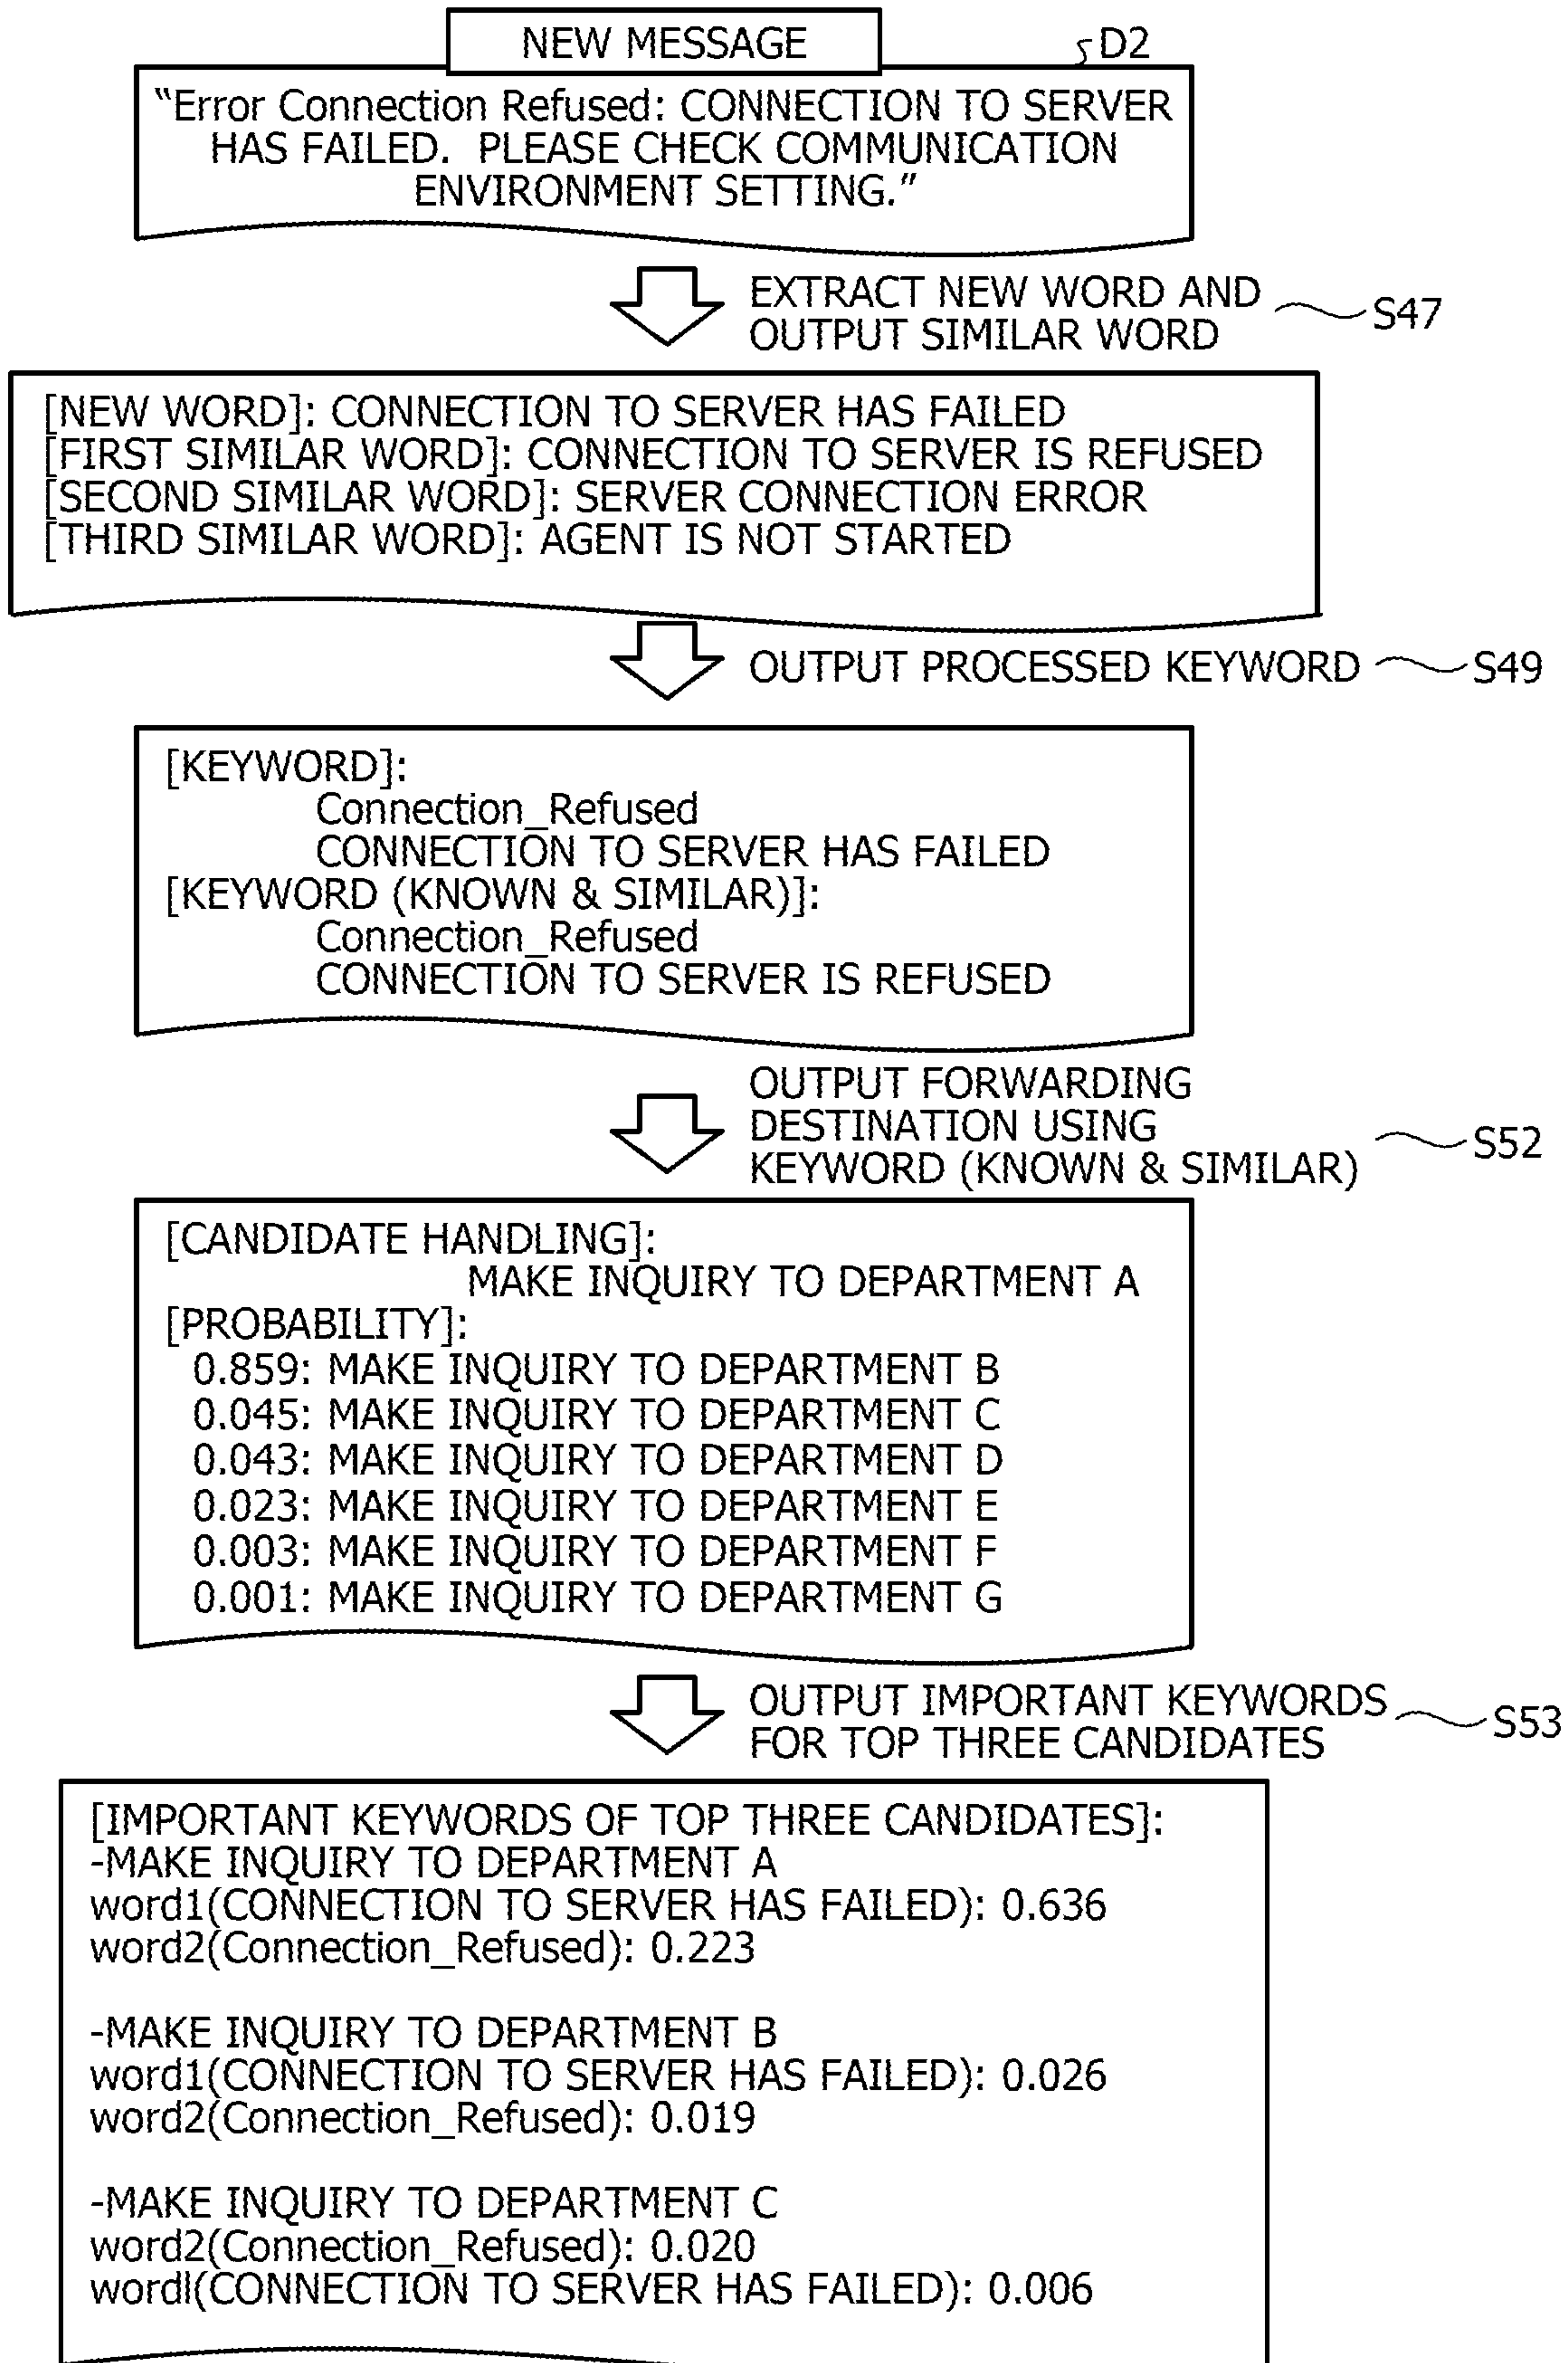 NEW MESSAGE
D2
“Error Connection Refused: CONNECTION TO SERVER
HAS FAILED. PLEASE CHECK COMMUNICATION
ENVIRONMENT SETTING.”
EXTRACT NEW WORD AND
OUTPUT SIMILAR WORD
S47
[NEW WORD]: CONNECTION TO SERVER HAS FAILED
[FIRST SIMILAR WORD]: CONNECTION TO SERVER IS REFUSED
[SECOND SIMILAR WORD]: SERVER CONNECTION ERROR
[THIRD SIMILAR WORD]: AGENT IS NOT STARTED
OUTPUT PROCESSED KEYWORD
S49
[KEYWORD]:
Connection_Refused
CONNECTION TO SERVER HAS FAILED
[KEYWORD (KNOWN & SIMILAR)]:
Connection_Refused
CONNECTION TO SERVER IS REFUSED
OUTPUT FORWARDING
DESTINATION USING
KEYWORD (KNOWN & SIMILAR)
S52
[CANDIDATE HANDLING]:
MAKE INQUIRY TO DEPARTMENT A
[PROBABILITY]:
0.859: MAKE INQUIRY TO DEPARTMENT B
0.045: MAKE INQUIRY TO DEPARTMENT C
0.043: MAKE INQUIRY TO DEPARTMENT D
0.023: MAKE INQUIRY TO DEPARTMENT E
0.003: MAKE INQUIRY TO DEPARTMENT F
0.001: MAKE INQUIRY TO DEPARTMENT G
OUTPUT IMPORTANT KEYWORDS
FOR TOP THREE CANDIDATES
S53
[IMPORTANT KEYWORDS OF TOP THREE CANDIDATES]:
-MAKE INQUIRY TO DEPARTMENT A
word1(CONNECTION TO SERVER HAS FAILED): 0.636
word2(Connection_Refused): 0.223
-MAKE INQUIRY TO DEPARTMENT B
word1(CONNECTION TO SERVER HAS FAILED): 0.026
word2(Connection_Refused): 0.019
-MAKE INQUIRY TO DEPARTMENT C
word2(Connection_Refused): 0.020
wordl(CONNECTION TO SERVER HAS FAILED): 0.006